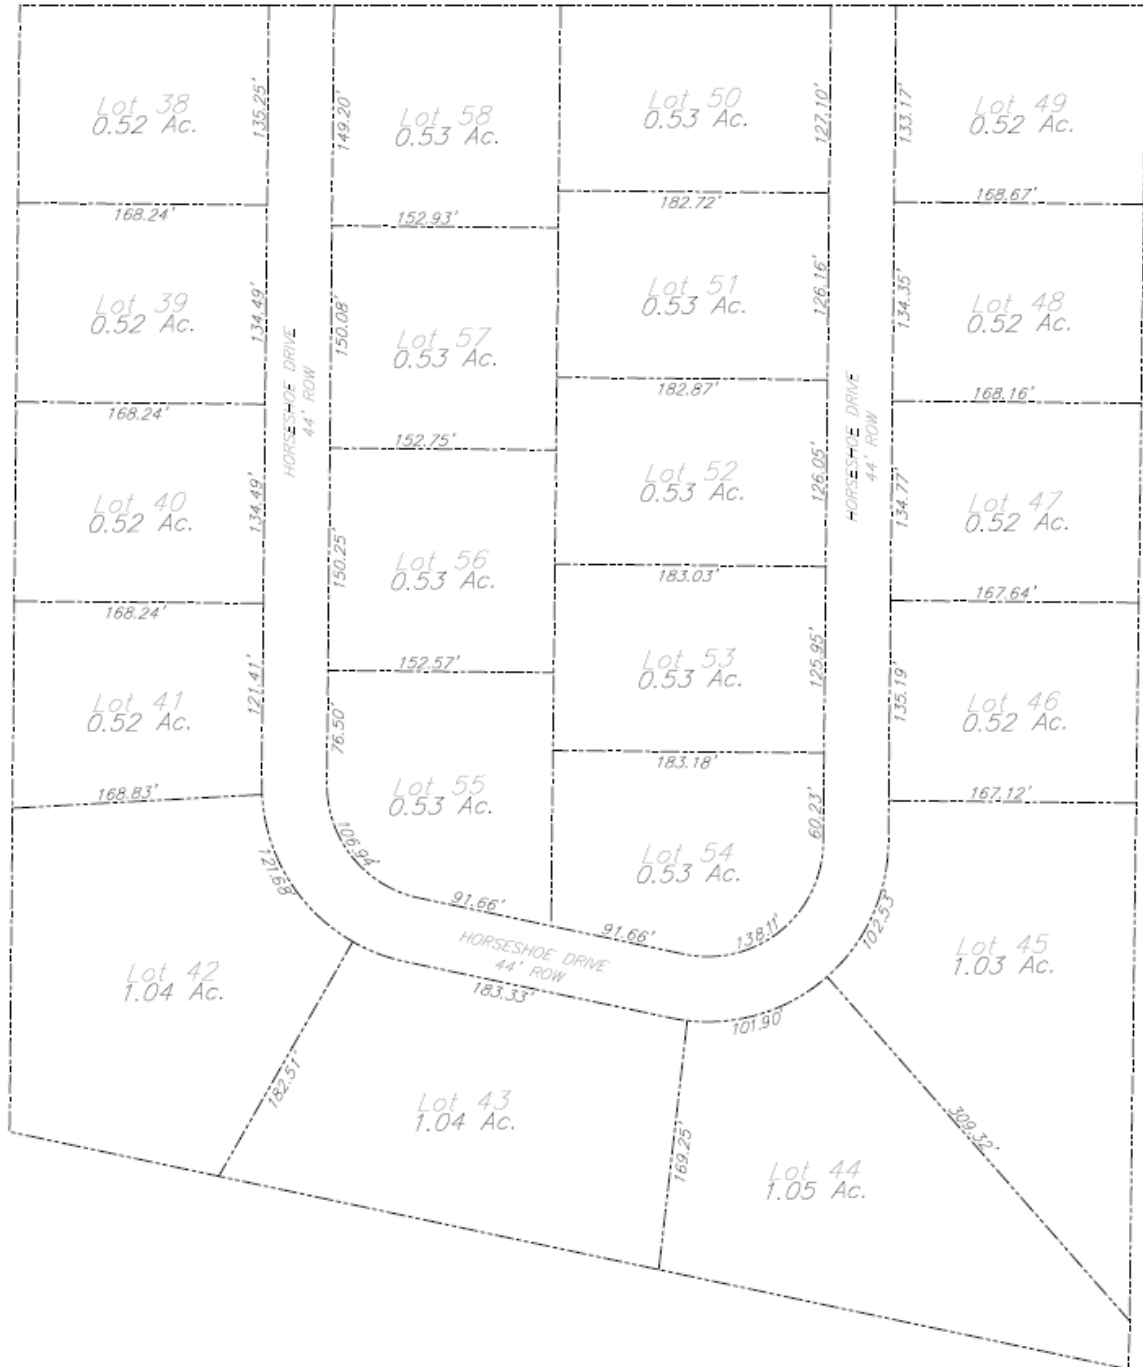 Lot 38
0.52 Ac.
135.25'
149.20'
Lot 58
0.53 Ac.
Lot 50
0.53 Ac.
127.10'
133.17'
Lot 49
0.52 Ac.
168.24'
152.93'
182.72'
168.67'
Lot 39
0.52 Ac.
134.49'
HORSESHOE DRIVE
44' ROW
150.08'
Lot 57
0.53 Ac.
Lot 51
0.53 Ac.
126.16'
134.35'
Lot 48
0.52 Ac.
168.24'
152.75'
182.87'
HORSESHOE DRIVE
44' ROW
168.16'
Lot 40
0.52 Ac.
134.49'
150.25'
Lot 56
0.53 Ac.
Lot 52
0.53 Ac.
126.05'
134.77'
Lot 47
0.52 Ac.
168.24'
152.57'
183.03'
167.64'
Lot 41
0.52 Ac.
121.41'
76.50'
Lot 55
0.53 Ac.
Lot 53
0.53 Ac.
125.95'
135.19'
Lot 46
0.52 Ac.
168.83'
183.18'
167.12'
121.68'
106.94'
91.66'
Lot 54
0.53 Ac.
60.23'
91.66'
138.11'
102.53'
HORSESHOE DRIVE
44' ROW
Lot 42
1.04 Ac.
183.33'
101.90'
Lot 45
1.03 Ac.
182.51'
Lot 43
1.04 Ac.
169.25'
Lot 44
1.05 Ac.
309.32'